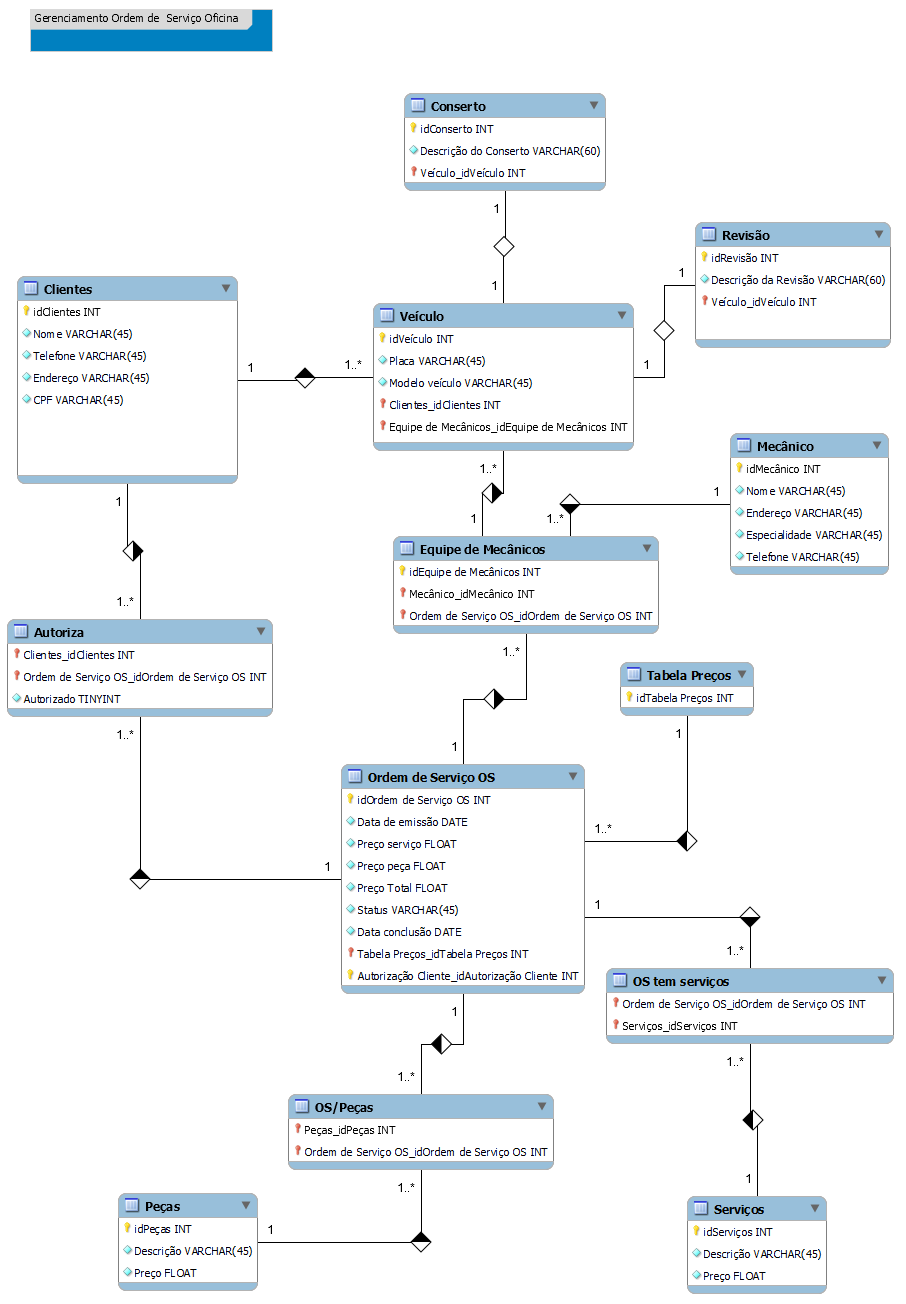 Gerenciamento Ordem de Serviço Oficina
Conserto
idConserto INT
Descrição do Conserto VARCHAR(60)
Veículo_idVeículo INT
1
1
Revisão
idRevisão INT
Descrição da Revisão VARCHAR(60)
Veículo_idVeículo INT
1
1
Clientes
idClientes INT
Nome VARCHAR(45)
Telefone VARCHAR(45)
Endereço VARCHAR(45)
CPF VARCHAR(45)
1
1..*
Veículo
idVeículo INT
Placa VARCHAR(45)
Modelo veículo VARCHAR(45)
Clientes_idClientes INT
Equipe de Mecânicos_idEquipe de Mecânicos INT
1..*
1
Mecânico
idMecânico INT
Nome VARCHAR(45)
Endereço VARCHAR(45)
Especialidade VARCHAR(45)
Telefone VARCHAR(45)
1
1..*
Equipe de Mecânicos
idEquipe de Mecânicos INT
Mecânico_idMecânico INT
Ordem de Serviço OS_idOrdem de Serviço OS INT
1..*
1
1
1..*
Autoriza
Clientes_idClientes INT
Ordem de Serviço OS_idOrdem de Serviço OS INT
Autorizado TINYINT
1..*
1
Tabela Preços
idTabela Preços INT
1
1..*
Ordem de Serviço OS
idOrdem de Serviço OS INT
Data de emissão DATE
Preço serviço FLOAT
Preço peça FLOAT
Preço Total FLOAT
Status VARCHAR(45)
Data conclusão DATE
Tabela Preços_idTabela Preços INT
Autorização Cliente_idAutorização Cliente INT
1
1..*
OS tem serviços
Ordem de Serviço OS_idOrdem de Serviço OS INT
Serviços_idServiços INT
1..*
1
1
1..*
OS/Peças
Peças_idPeças INT
Ordem de Serviço OS_idOrdem de Serviço OS INT
1..*
1
Peças
idPeças INT
Descrição VARCHAR(45)
Preço FLOAT
Serviços
idServiços INT
Descrição VARCHAR(45)
Preço FLOAT